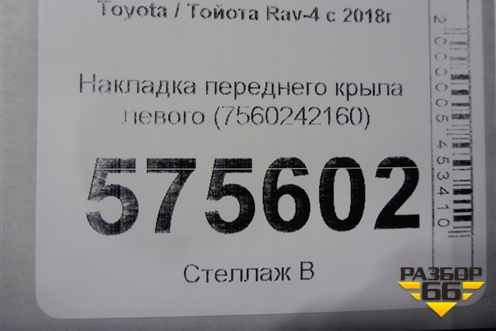 Toyota / Тойота Rav-4 с 2018г
Накладка переднего крыла
левого (7560242160)
575602
Стеллаж В
2000005453410
РАЗБОР
66